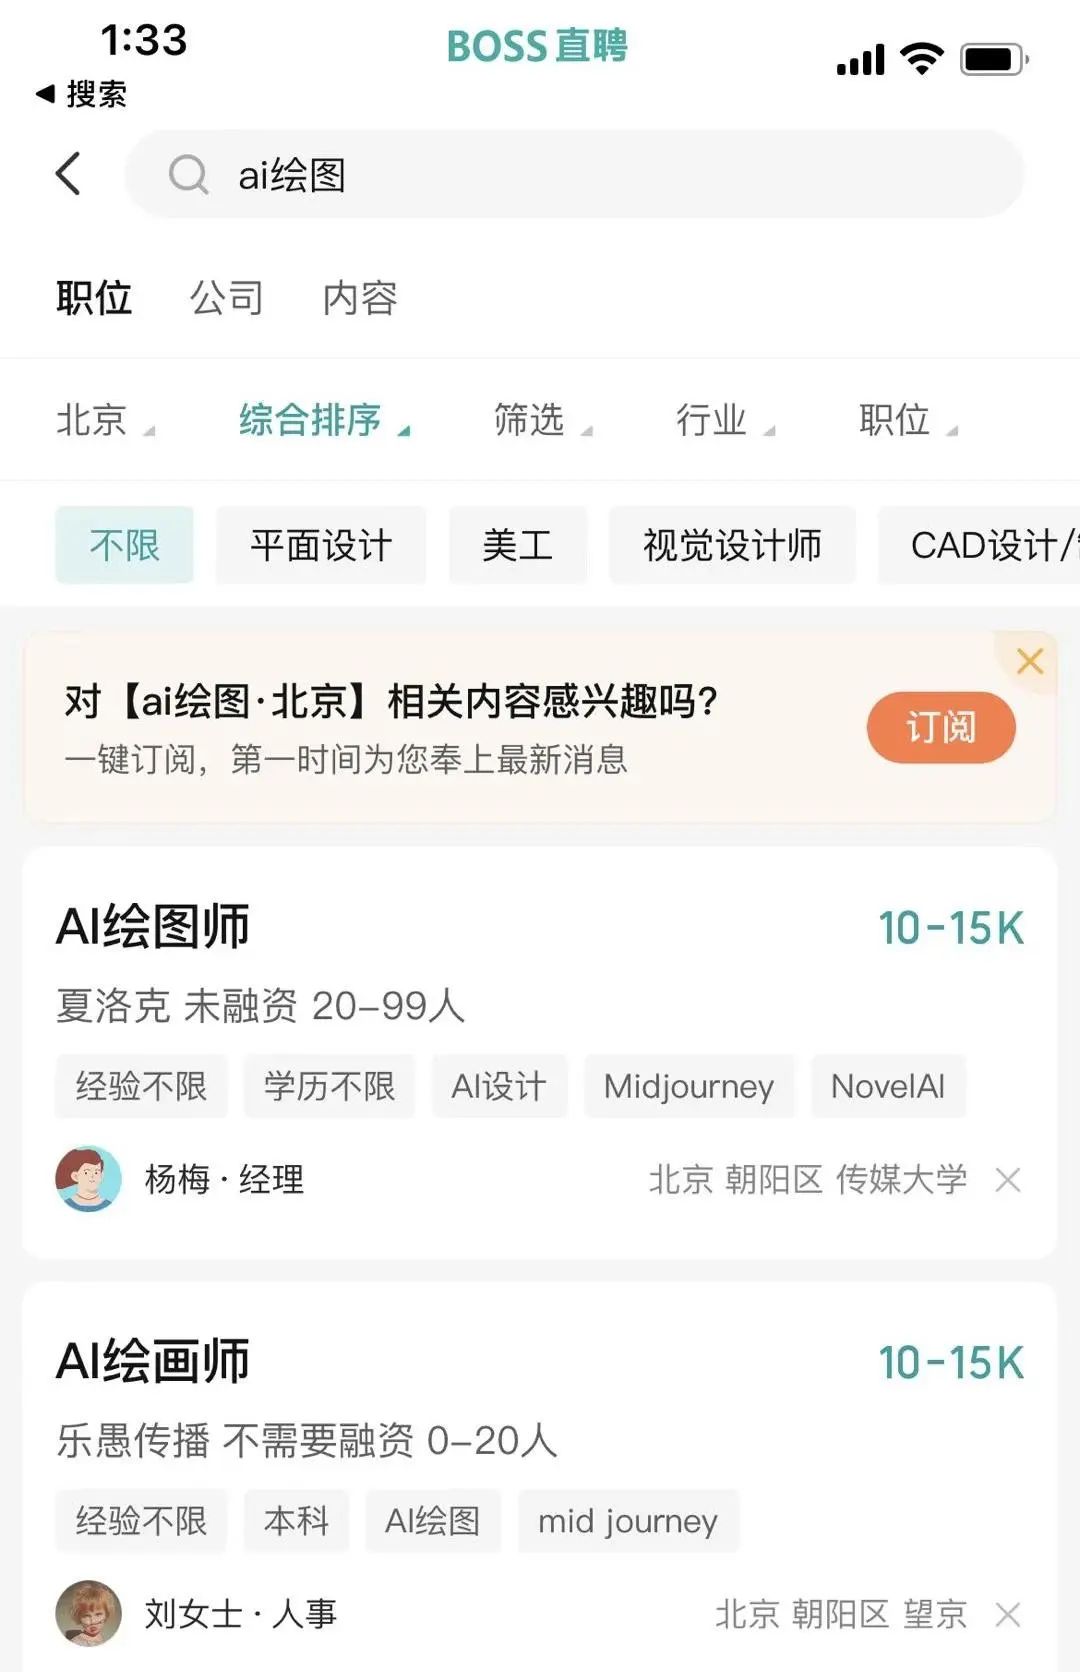 1:33
BOSS直聘
◀ 搜索
ai绘图
职位 公司 内容
北京 综合排序 筛选 行业 职位
不限 平面设计 美工 视觉设计师 CAD设计/
对【ai绘图·北京】相关内容感兴趣吗?
一键订阅，第一时间为您奉上最新消息
订阅
AI绘图师 10-15K
夏洛克 未融资 20-99人
经验不限 学历不限 AI设计 Midjourney NovelAI
杨梅·经理 北京 朝阳区 传媒大学
AI绘画师 10-15K
乐愚传播 不需要融资 0-20人
经验不限 本科 AI绘图 mid journey
刘女士·人事 北京 朝阳区 望京